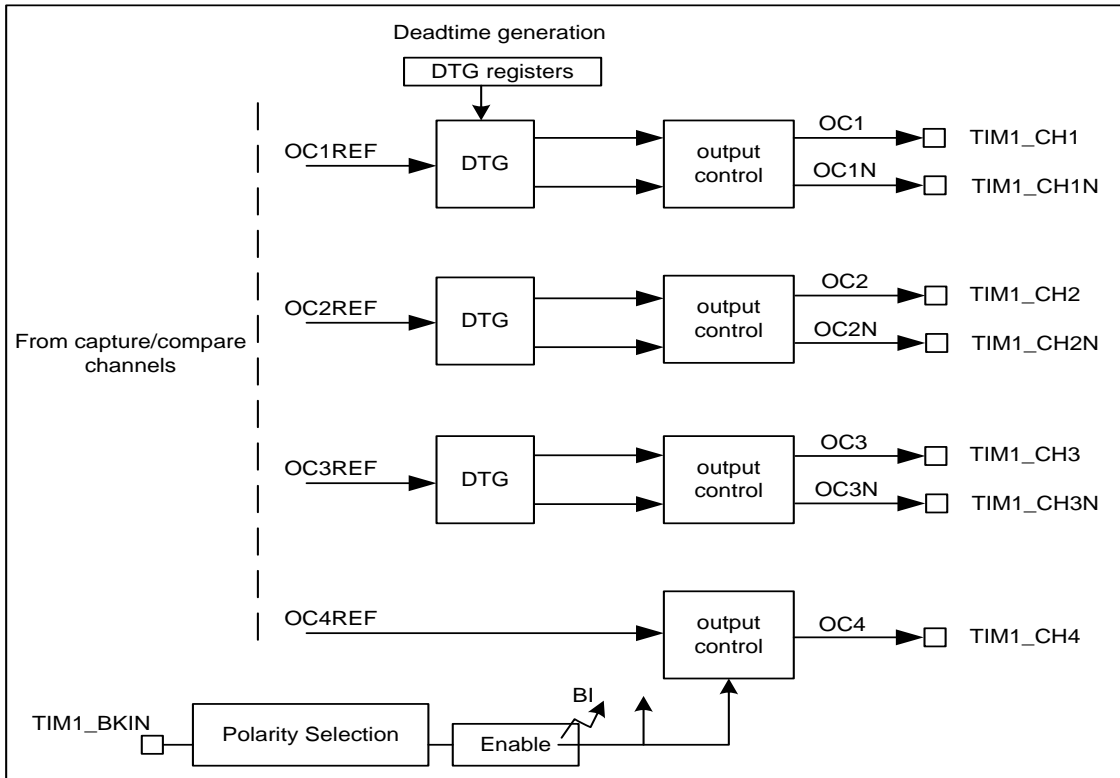 Deadtime generation
DTG registers
OC1REF
DTG
output
control
OC1
OC1N
TIM1_CH1
TIM1_CH1N
OC2REF
DTG
output
control
OC2
OC2N
TIM1_CH2
TIM1_CH2N
From capture/compare
channels
OC3REF
DTG
output
control
OC3
OC3N
TIM1_CH3
TIM1_CH3N
OC4REF
output
control
OC4
TIM1_CH4
BI
TIM1_BKIN
Polarity Selection
Enable